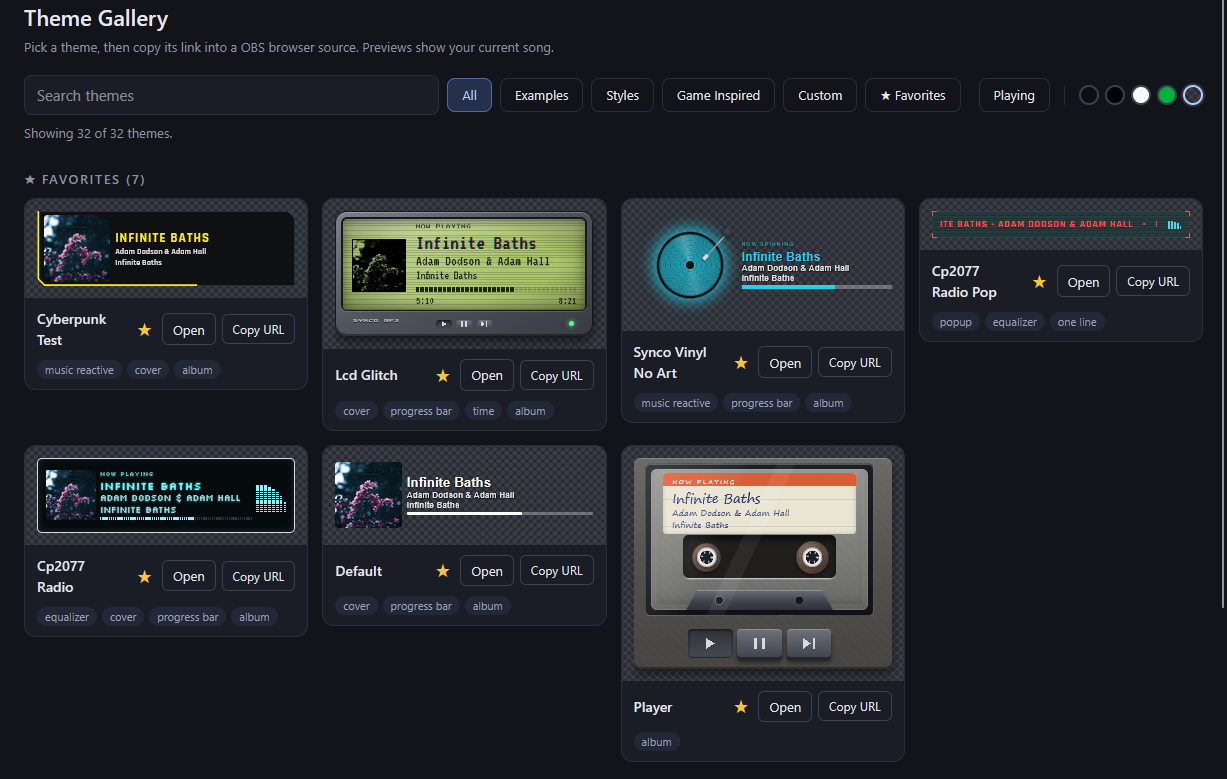 Theme Gallery
Pick a theme, then copy its link into a OBS browser source. Previews show your current song.
Search themes
All
Examples
Styles
Game Inspired
Custom
★ Favorites
Playing
Showing 32 of 32 themes.
★ FAVORITES (7)
INFINITE BATHS
Adam Dodson & Adam Hall
Infinite Baths
Cyberpunk
Test
★
Open
Copy URL
music reactive
cover
album
NOW PLAYING
Infinite Baths
Adam Dodson & Adam Hall
Infinite Baths
5:10
8:21
SYNCO MP3
Lcd Glitch
★
Open
Copy URL
cover
progress bar
time
album
NOW SPINNING
Infinite Baths
Adam Dodson & Adam Hall
Infinite Baths
Synco Vinyl
No Art
★
Open
Copy URL
music reactive
progress bar
album
ITE BATHS · ADAM DODSON & ADAM HALL · I
Cp2077
Radio Pop
★
Open
Copy URL
popup
equalizer
one line
NOW PLAYING
INFINITE BATHS
ADAM DODSON & ADAM HALL
INFINITE BATHS
Cp2077
Radio
★
Open
Copy URL
equalizer
cover
progress bar
album
Infinite Baths
Adam Dodson & Adam Hall
Infinite Baths
Default
★
Open
Copy URL
cover
progress bar
album
NOW PLAYING
Infinite Baths
Adam Dodson & Adam Hall
Infinite Baths
Player
★
Open
Copy URL
album